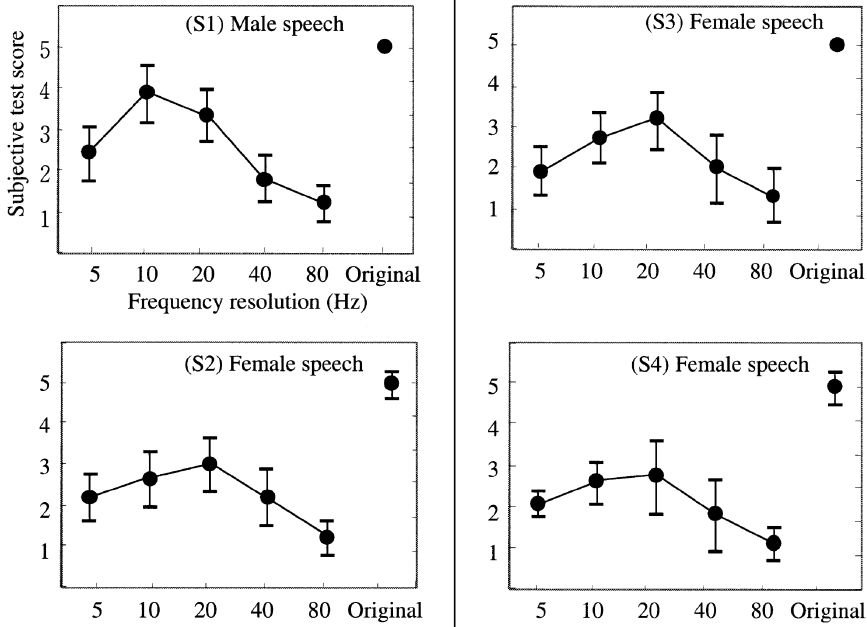 (S1) Male speech
Subjective test score
5
4
3
2
1
5 10 20 40 80 Original
Frequency resolution (Hz)
(S3) Female speech
5
4
3
2
1
5 10 20 40 80 Original
(S2) Female speech
5
4
3
2
1
5 10 20 40 80 Original
(S4) Female speech
5
4
3
2
1
5 10 20 40 80 Original